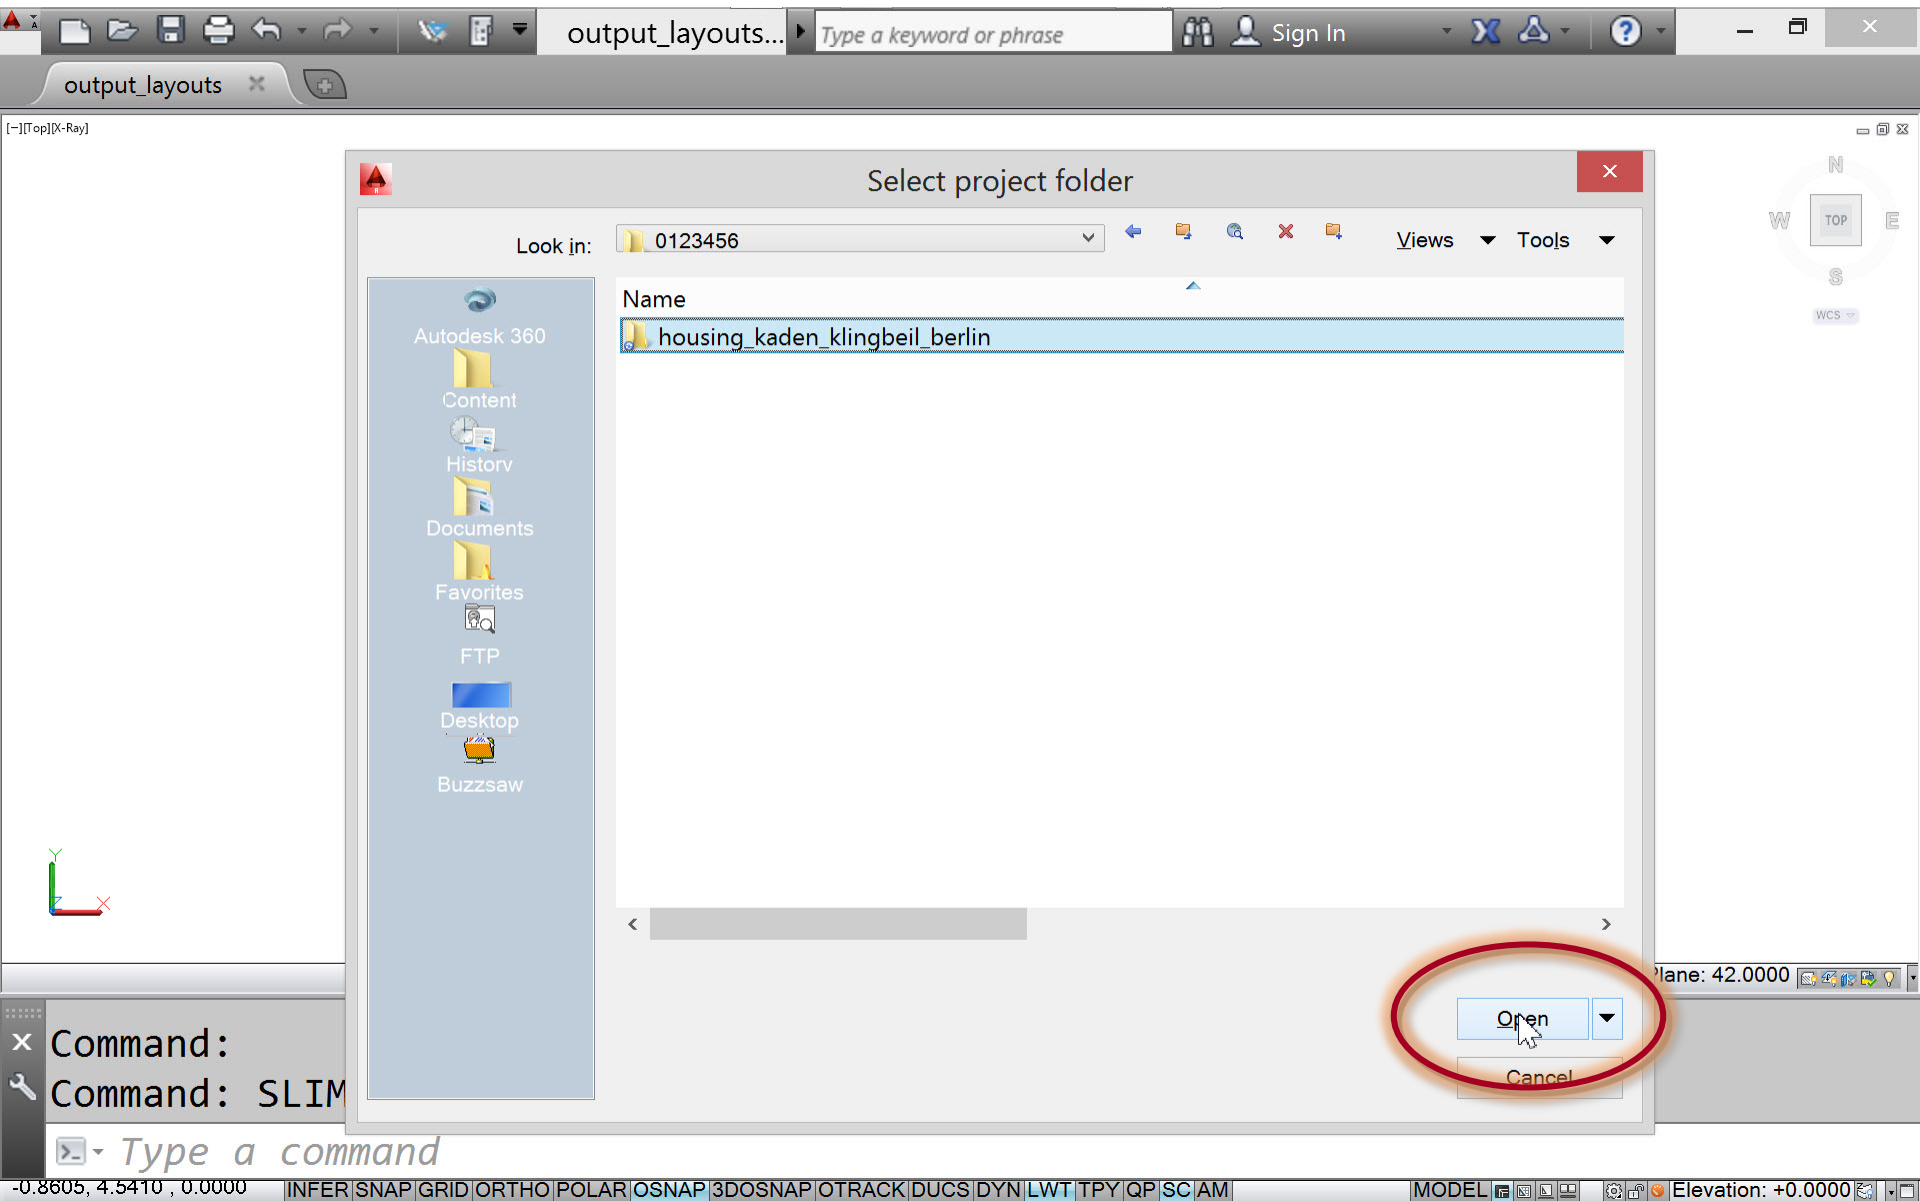 output_layouts...
Type a keyword or phrase
Sign In
output_layouts
[−][Top][X-Ray]
Select project folder
Look in:
0123456
Views
Tools
Name
housing_kaden_klingbeil_berlin
Autodesk 360
Content
History
Documents
Favorites
FTP
Desktop
Buzzsaw
N
W
TOP
E
S
WCS
Y
Z
X
Plane: 42.0000
Open
Cancel
Command:
Command: SLIM
Type a command
-0.8605, 4.5410 , 0.0000
INFER SNAP GRID ORTHO POLAR OSNAP 3DOSNAP OTRACK DUCS DYN LWT TPY QP SC AM
MODEL
Elevation: +0.0000